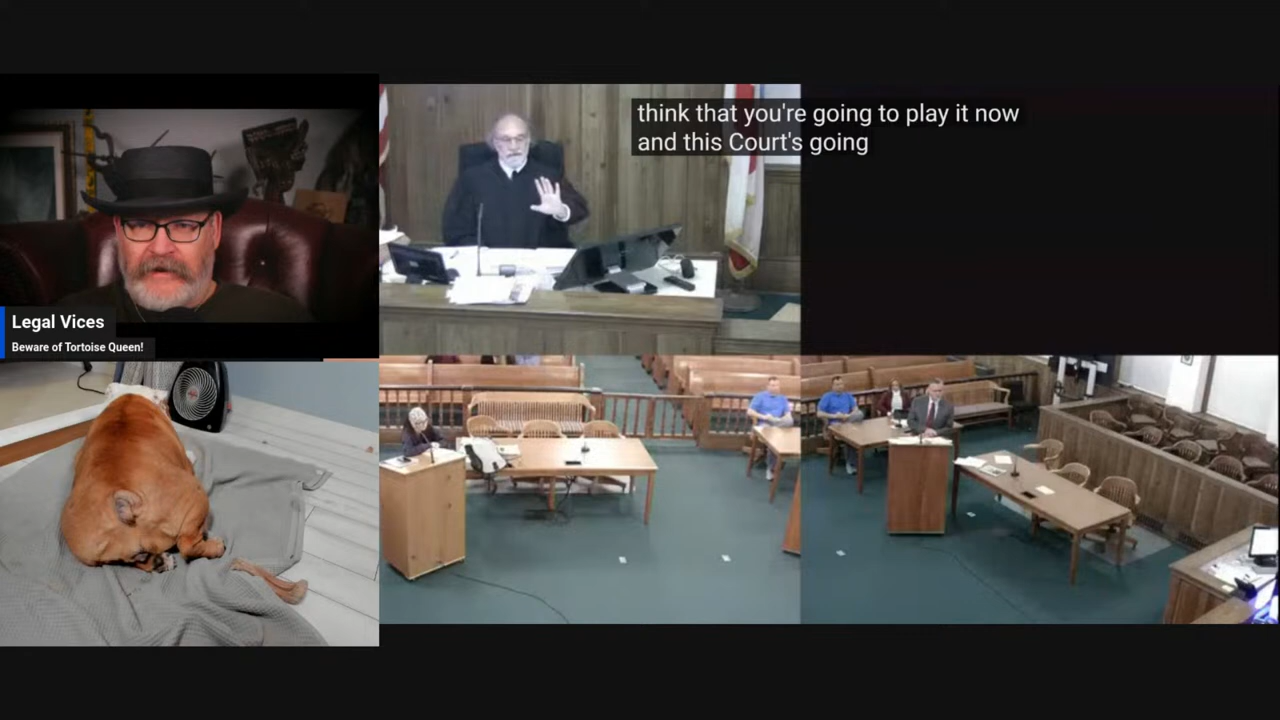 think that you're going to play it now
and this Court's going
Legal Vices
Beware of Tortoise Queen!